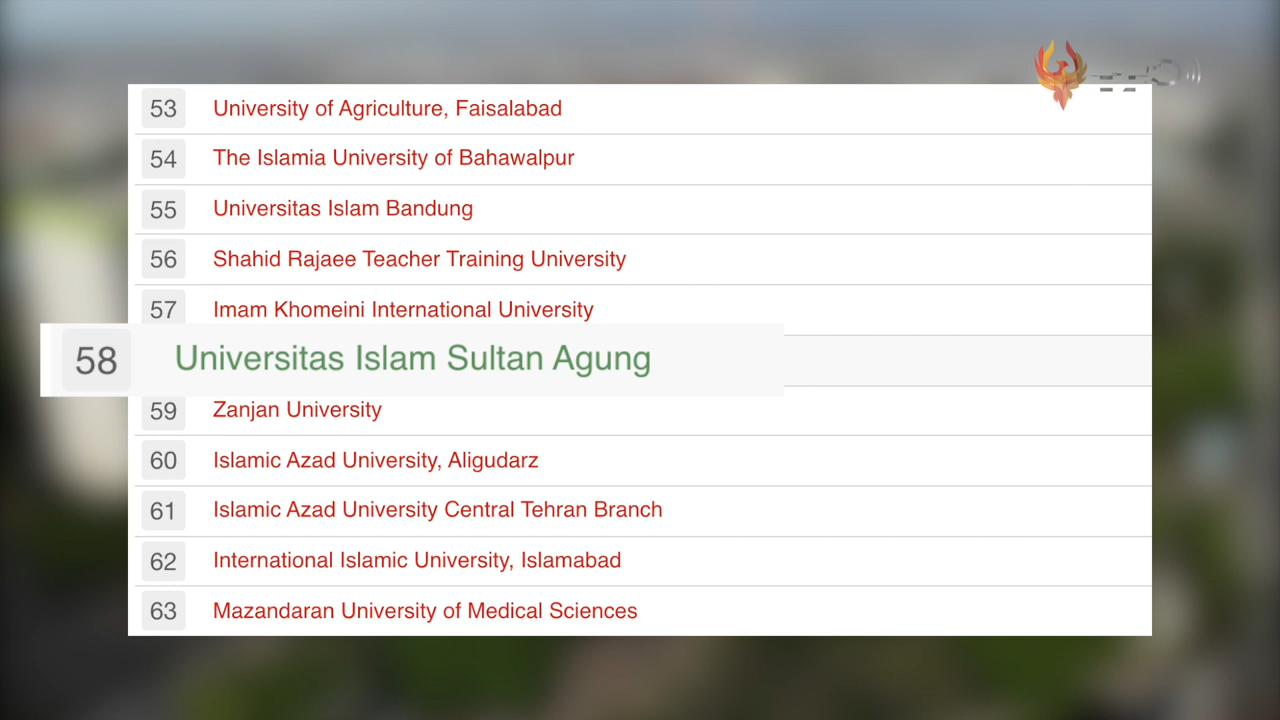 53 University of Agriculture, Faisalabad
54 The Islamia University of Bahawalpur
55 Universitas Islam Bandung
56 Shahid Rajaee Teacher Training University
57 Imam Khomeini International University
58 Universitas Islam Sultan Agung
59 Zanjan University
60 Islamic Azad University, Aligudarz
61 Islamic Azad University Central Tehran Branch
62 International Islamic University, Islamabad
63 Mazandaran University of Medical Sciences